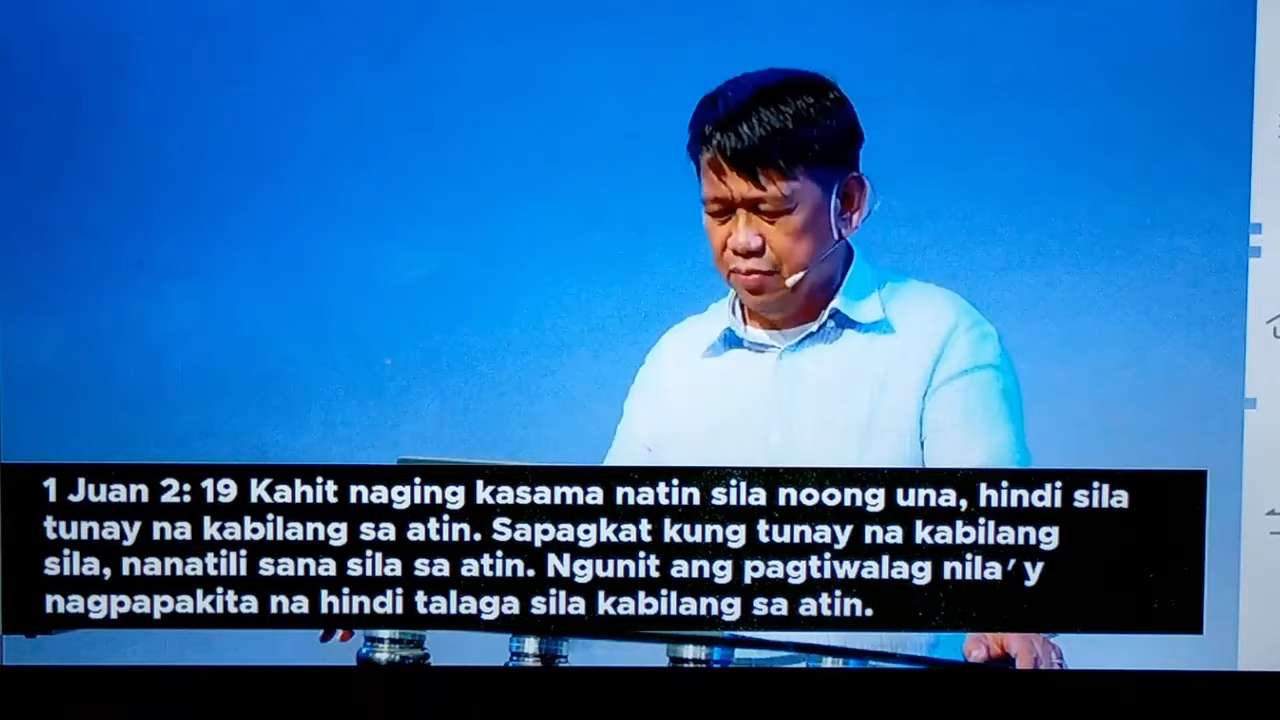 1 Juan 2: 19 Kahit naging kasama natin sila noong una, hindi sila
tunay na kabilang sa atin. Sapagkat kung tunay na kabilang
sila, nanatili sana sila sa atin. Ngunit ang pagtiwalag nila’y
nagpapakita na hindi talaga sila kabilang sa atin.